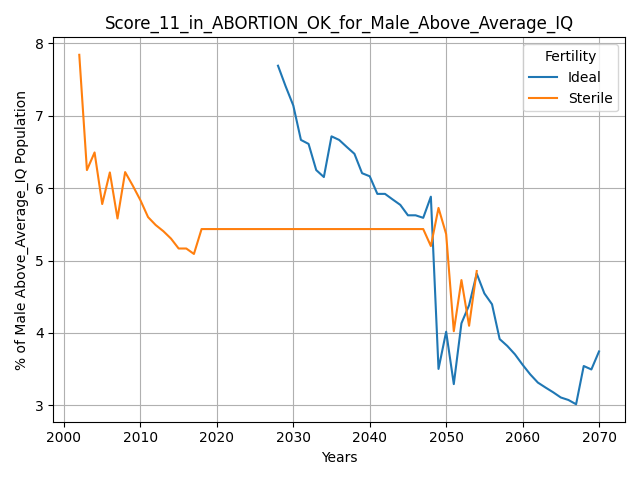 Score_11_in_ABORTION_OK_for_Male_Above_Average_IQ
% of Male Above_Average_IQ Population
8
7
6
5
4
3
Fertility
Ideal
Sterile
2000 2010 2020 2030 2040 2050 2060 2070
Years